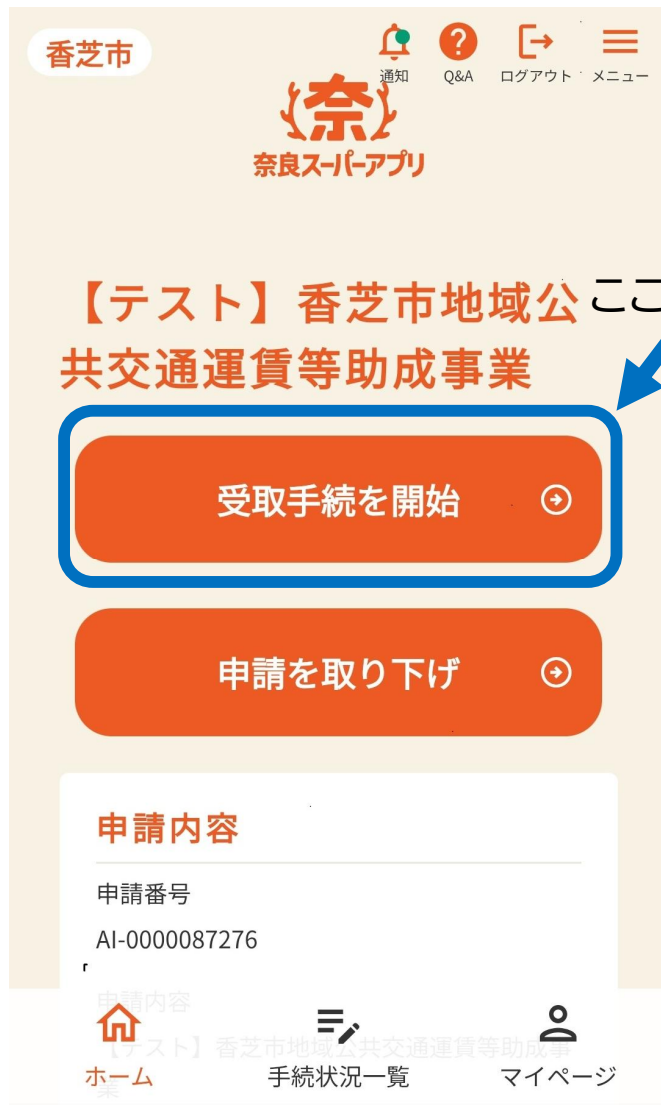 香芝市
通知
Q&A
ログアウト
メニュー
奈
奈良スーパーアプリ
【テスト】香芝市地域公
共交通運賃等助成事業
ここ
受取手続を開始
申請を取り下げ
申請内容
申請番号
AI-0000087276
申請内容
【テスト】香芝市地域公共交通運賃等助成事
業
ホーム
手続状況一覧
マイページ